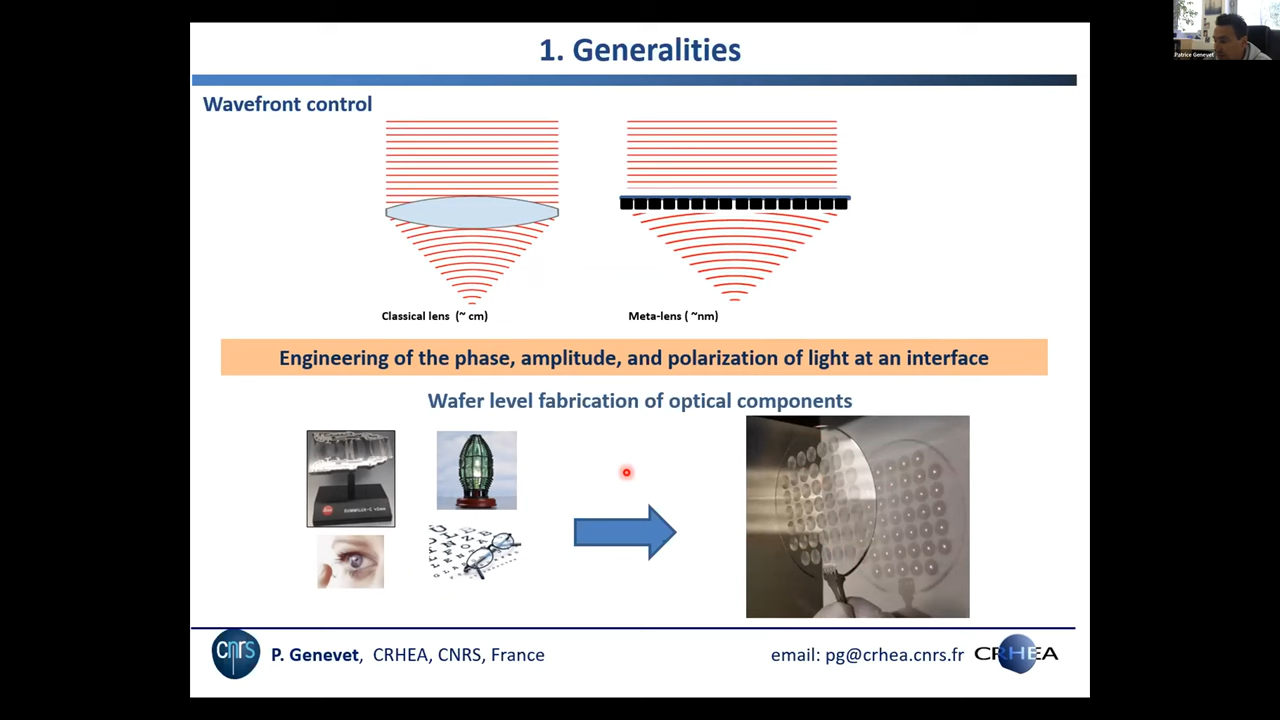 1. Generalities
Patrice Genevet
Wavefront control
Classical lens (~ cm)
Meta-lens ( ~nm)
Engineering of the phase, amplitude, and polarization of light at an interface
Wafer level fabrication of optical components
cnrs
P. Genevet, CRHEA, CNRS, France
email: pg@crhea.cnrs.fr
CRHEA